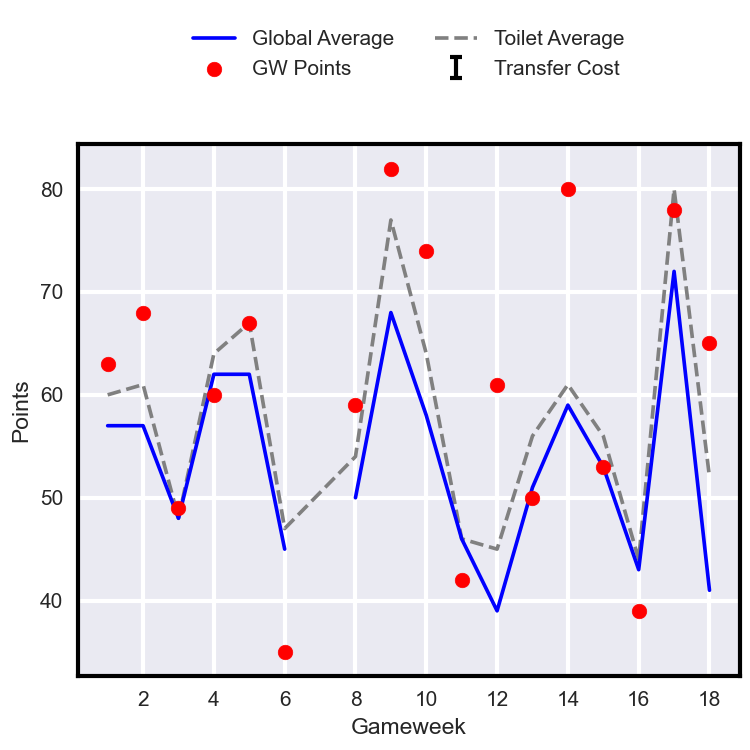 Global Average Toilet Average
GW Points Transfer Cost
80
70
60
50
40
Points
2 4 6 8 10 12 14 16 18
Gameweek